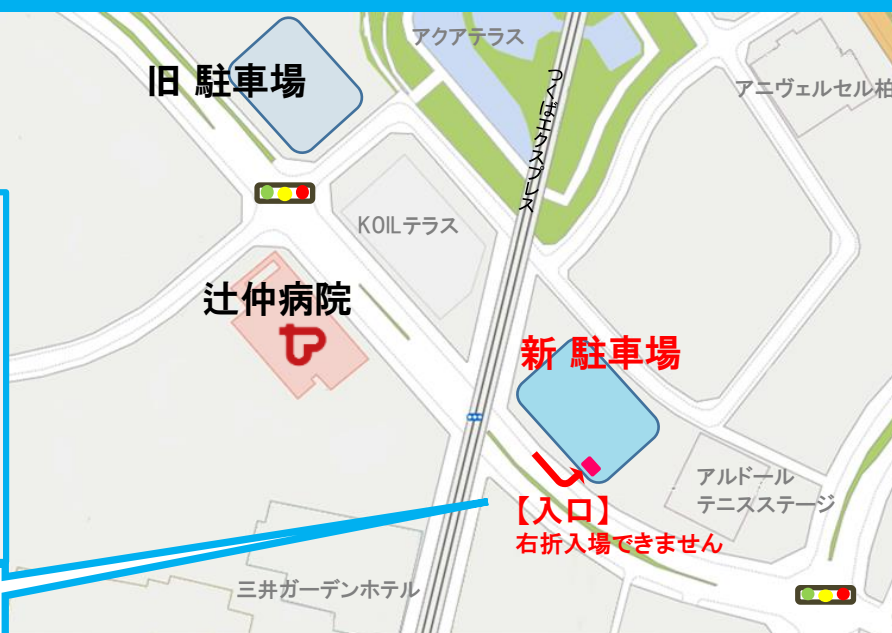 アクアテラス
旧 駐車場
アニヴェルセル柏
つくばエクスプレス
KOILテラス
辻仲病院
新 駐車場
アルドール
テニスステージ
【入口】
右折入場できません
三井ガーデンホテル